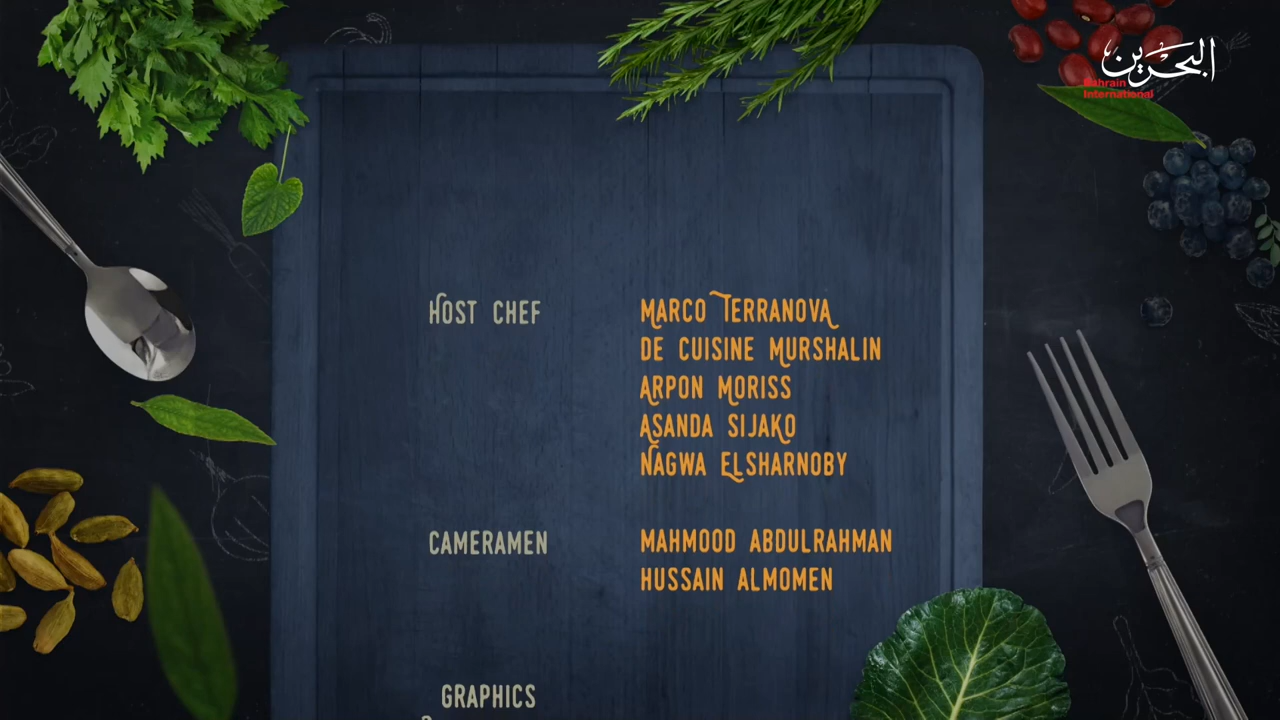 البحرين
Bahrain
International
HOST CHEF MARCO TERRANOVA
DE CUISINE MURSHALIN
ARPON MORISS
ASANDA SIJAKO
NAGWA ELSHARNOBY
CAMERAMEN MAHMOOD ABDULRAHMAN
HUSSAIN ALMOMEN
GRAPHICS